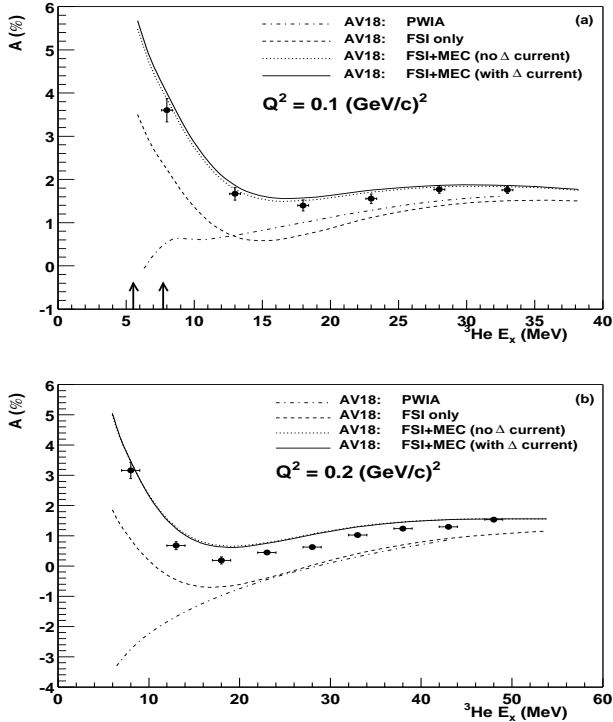 A (%)
(a)
AV18: PWIA
AV18: FSI only
AV18: FSI+MEC (no Δ current)
AV18: FSI+MEC (with Δ current)
Q² = 0.1 (GeV/c)²
6
5
4
3
2
1
0
-1
0 5 10 15 20 25 30 35 40
³He Eₓ (MeV)
A (%)
(b)
AV18: PWIA
AV18: FSI only
AV18: FSI+MEC (no Δ current)
AV18: FSI+MEC (with Δ current)
Q² = 0.2 (GeV/c)²
6
5
4
3
2
1
0
-1
-2
-3
-4
0 10 20 30 40 50 60
³He Eₓ (MeV)